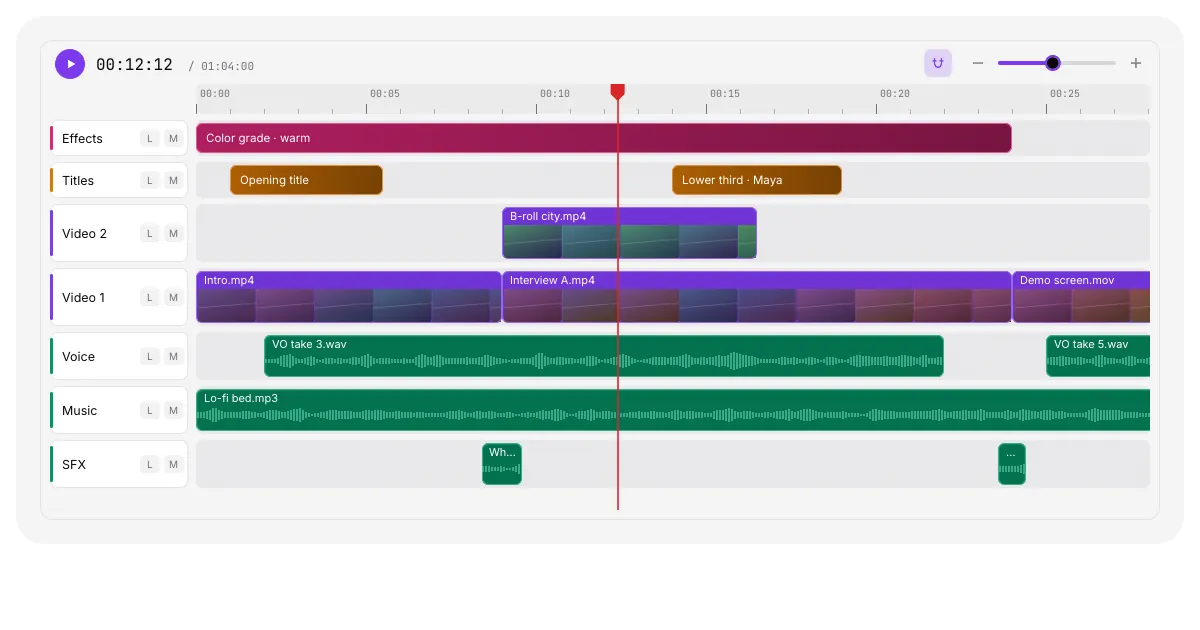 00:12:12 / 01:04:00
00:00 00:05 00:10 00:15 00:20 00:25
Effects L M Color grade · warm
Titles L M Opening title Lower third · Maya
Video 2 L M B-roll city.mp4
Video 1 L M Intro.mp4 Interview A.mp4 Demo screen.mov
Voice L M VO take 3.wav VO take 5.wav
Music L M Lo-fi bed.mp3
SFX L M Wh... ...